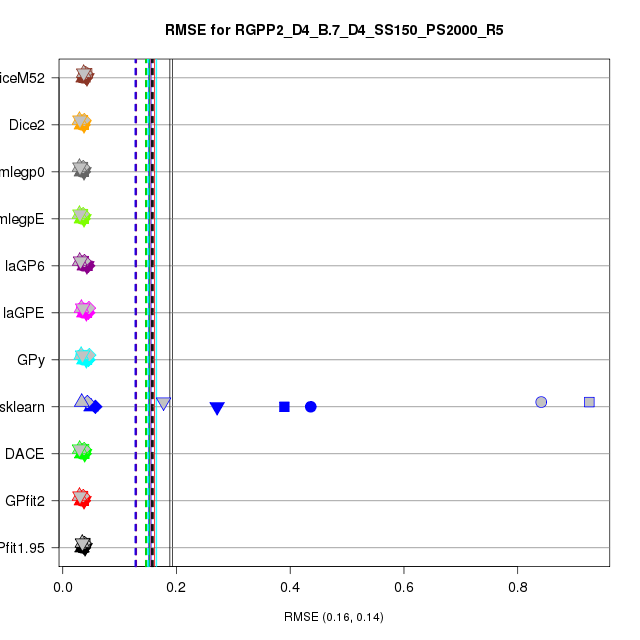 RMSE for RGPP2_D4_B.7_D4_SS150_PS2000_R5
iceM52
Dice2
mlegp0
mlegpE
laGP6
laGPE
GPy
sklearn
DACE
GPfit2
Pfit1.95
0.0 0.2 0.4 0.6 0.8
RMSE (0.16, 0.14)